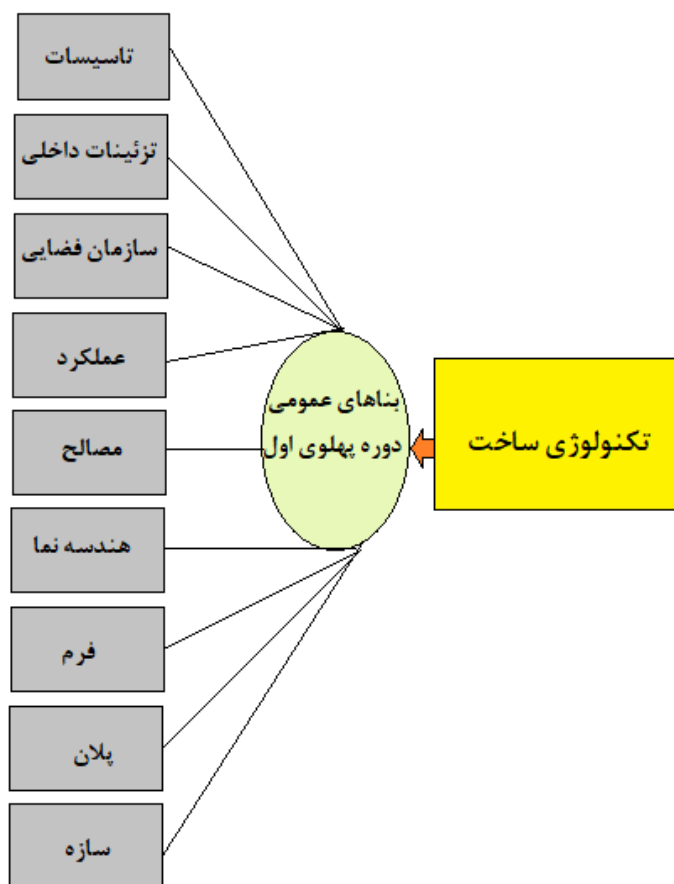 تکنولوژی ساخت
بناهای عمومی
دوره پهلوی اول
تاسیسات
تزئینات داخلی
سازمان فضایی
عملکرد
مصالح
هندسه نما
فرم
پلان
سازه